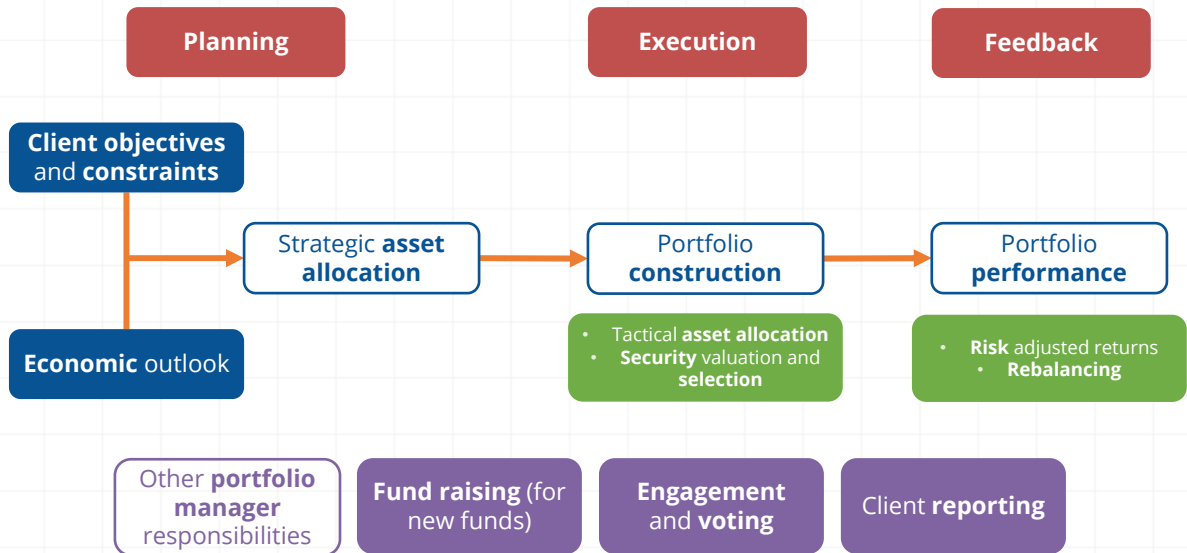 Planning
Execution
Feedback
Client objectives
and constraints
Strategic asset
allocation
Portfolio
construction
Portfolio
performance
Economic outlook
• Tactical asset allocation
• Security valuation and
selection
• Risk adjusted returns
• Rebalancing
Other portfolio
manager
responsibilities
Fund raising (for
new funds)
Engagement
and voting
Client reporting